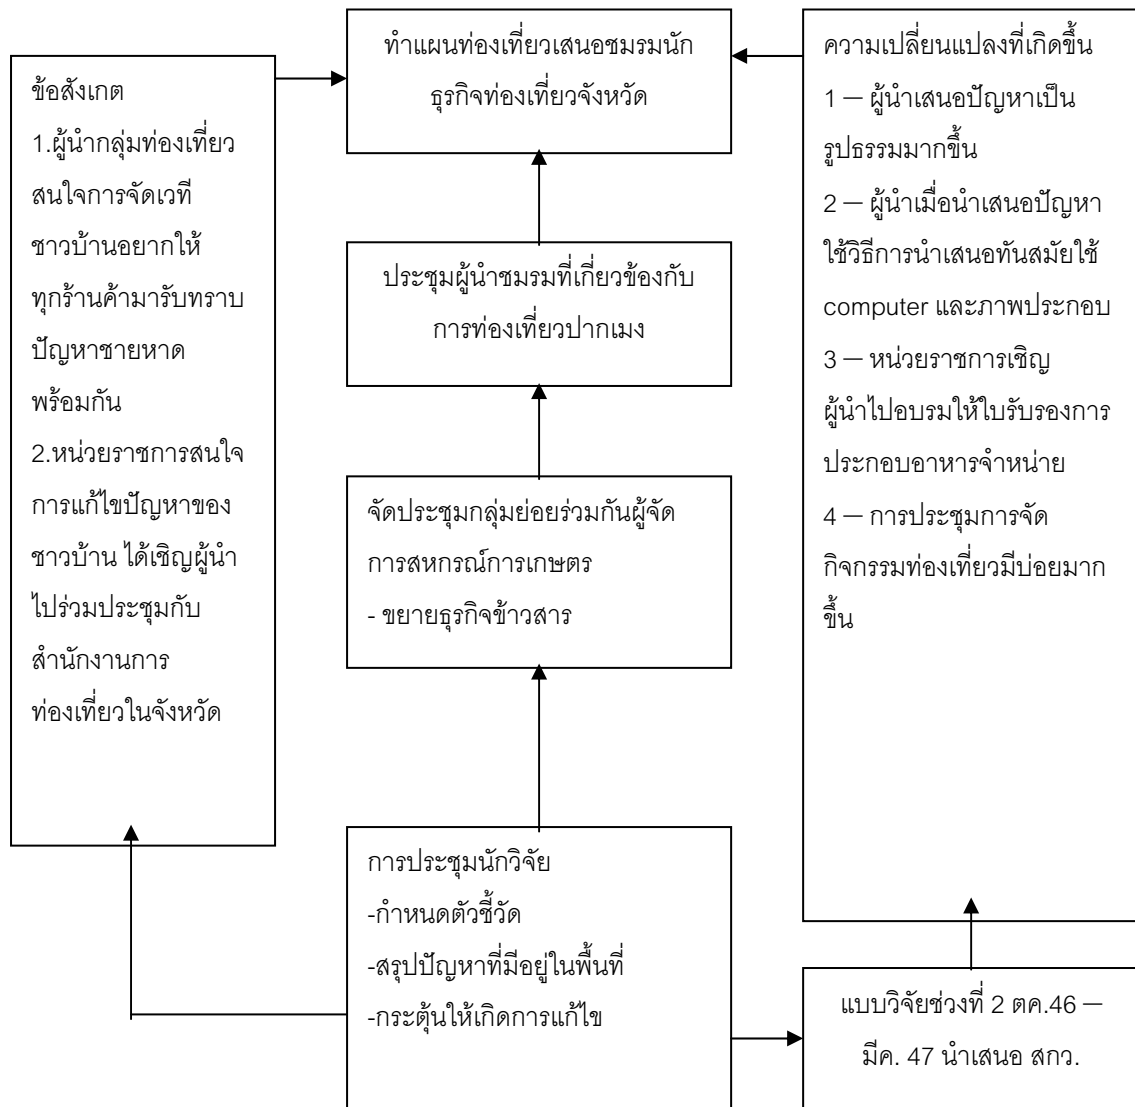 ข้อสังเกต
1.ผู้นำกลุ่มท่องเที่ยว
สนใจการจัดเวที
ชาวบ้านอยากให้
ทุกร้านค้ามารับทราบ
ปัญหาชายหาด
พร้อมกัน
2.หน่วยราชการสนใจ
การแก้ไขปัญหาของ
ชาวบ้าน ได้เชิญผู้นำ
ไปร่วมประชุมกับ
สำนักงานการ
ท่องเที่ยวในจังหวัด
ทำแผนท่องเที่ยวเสนอชมรมนัก
ธุรกิจท่องเที่ยวจังหวัด
ประชุมผู้นำชมรมที่เกี่ยวข้องกับ
การท่องเที่ยวปากเมง
จัดประชุมกลุ่มย่อยร่วมกันผู้จัด
การสหกรณ์การเกษตร
- ขยายธุรกิจข้าวสาร
การประชุมนักวิจัย
-กำหนดตัวชี้วัด
-สรุปปัญหาที่มีอยู่ในพื้นที่
-กระตุ้นให้เกิดการแก้ไข
ความเปลี่ยนแปลงที่เกิดขึ้น
1 – ผู้นำเสนอปัญหาเป็น
รูปธรรมมากขึ้น
2 – ผู้นำเมื่อนำเสนอปัญหา
ใช้วิธีการนำเสนอทันสมัยใช้
computer และภาพประกอบ
3 – หน่วยราชการเชิญ
ผู้นำไปอบรมให้ใบรับรองการ
ประกอบอาหารจำหน่าย
4 – การประชุมการจัด
กิจกรรมท่องเที่ยวมีบ่อยมาก
ขึ้น
แบบวิจัยช่วงที่ 2 ตค.46 –
มีค. 47 นำเสนอ สกว.